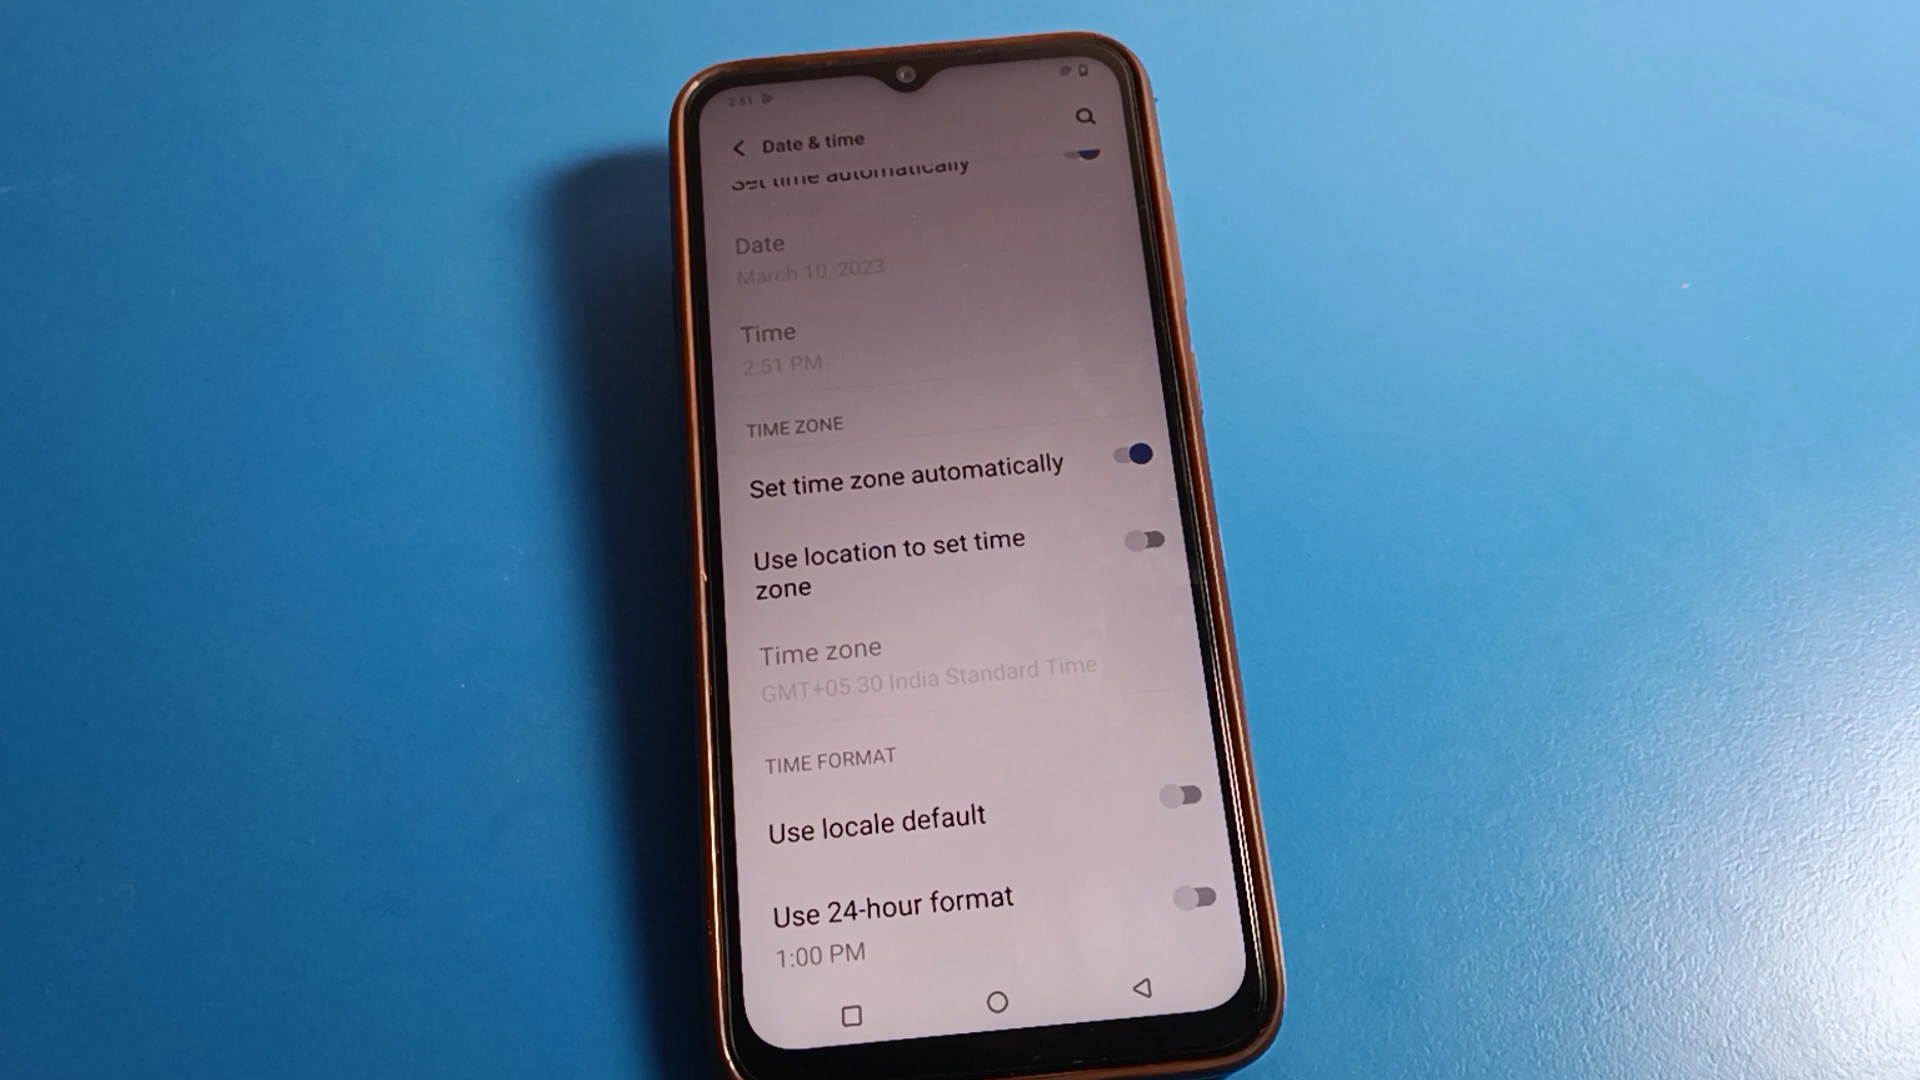 2:51
Date & time
Set time automatically
Date
March 10, 2023
Time
2:51 PM
TIME ZONE
Set time zone automatically
Use location to set time
zone
Time zone
GMT+05:30 India Standard Time
TIME FORMAT
Use locale default
Use 24-hour format
1:00 PM